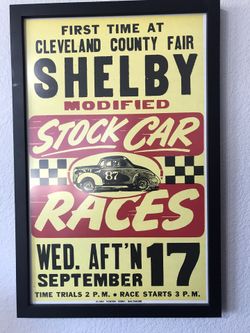 FIRST TIME AT
CLEVELAND COUNTY FAIR
SHELBY
MODIFIED
STOCK CAR
87
RACES
WED. AFT'N 17
SEPTEMBER
TIME TRIALS 2 P.M. • RACE STARTS 3 P.M.